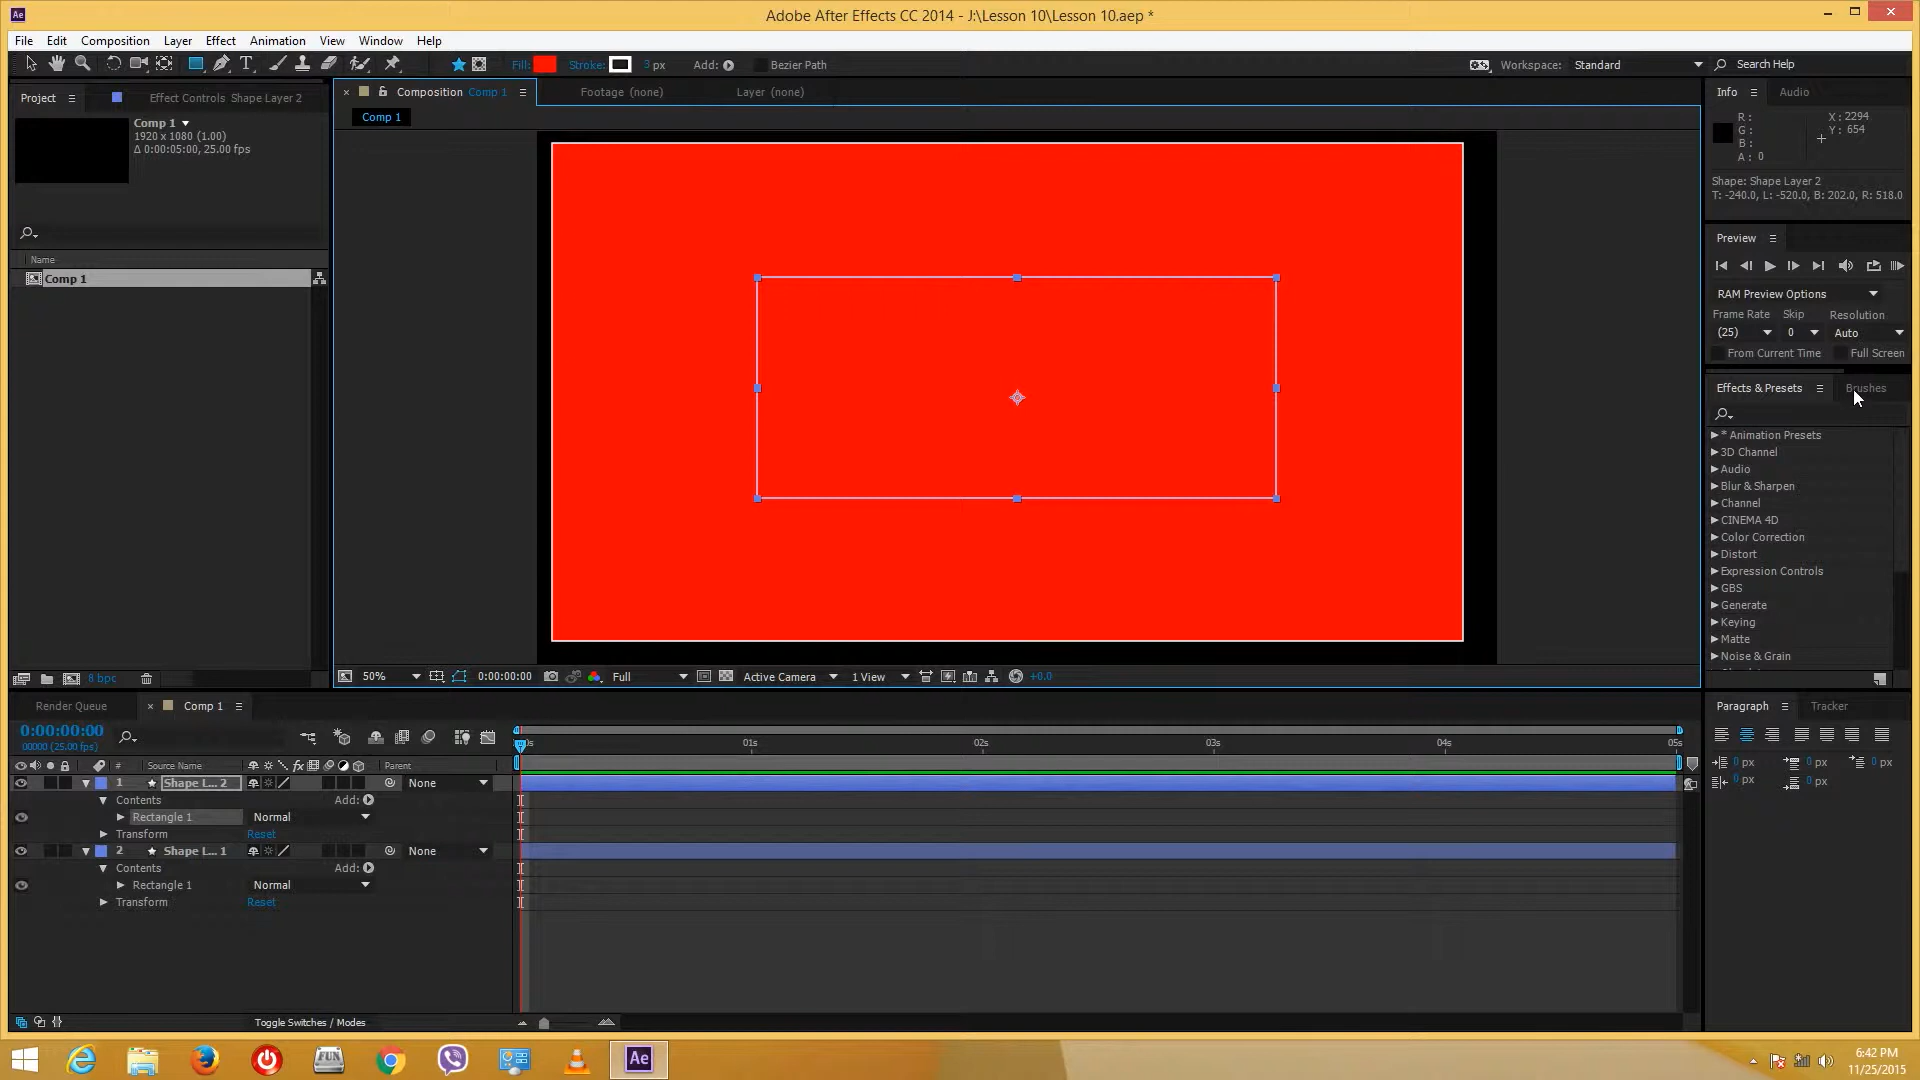 Ae Adobe After Effects CC 2014 - J:\Lesson 10\Lesson 10.aep *
File Edit Composition Layer Effect Animation View Window Help
T Fill: Stroke: 3 px Add: Bezier Path Workspace: Standard Search Help
Project Effect Controls Shape Layer 2
Composition Comp 1 Footage (none) Layer (none)
Info Audio
Comp 1
1920 x 1080 (1.00)
Δ 0:00:05:00, 25.00 fps
Comp 1
R :
G :
B :
A : 0
X : 2294
Y : 654
Shape: Shape Layer 2
T: -240.0, L: -520.0, B: 202.0, R: 518.0
Preview
RAM Preview Options
Frame Rate Skip Resolution
(25) 0 Auto
From Current Time Full Screen
Effects & Presets Brushes
* Animation Presets
3D Channel
Audio
Blur & Sharpen
Channel
CINEMA 4D
Color Correction
Distort
Expression Controls
GBS
Generate
Keying
Matte
Noise & Grain
Name
Comp 1
8 bpc
50% 0:00:00:00 Full Active Camera 1 View +0.0
Render Queue Comp 1
Paragraph Tracker
0 px 0 px 0 px
0 px 0 px
0:00:00:00
00000 (25.00 fps)
01s 02s 03s 04s 05s
# Source Name fx Parent
1 Shape L... 2 None
Contents Add:
Rectangle 1 Normal
Transform Reset
2 Shape L... 1 None
Contents Add:
Rectangle 1 Normal
Transform Reset
Toggle Switches / Modes
FUN Ae
6:42 PM
11/25/2015